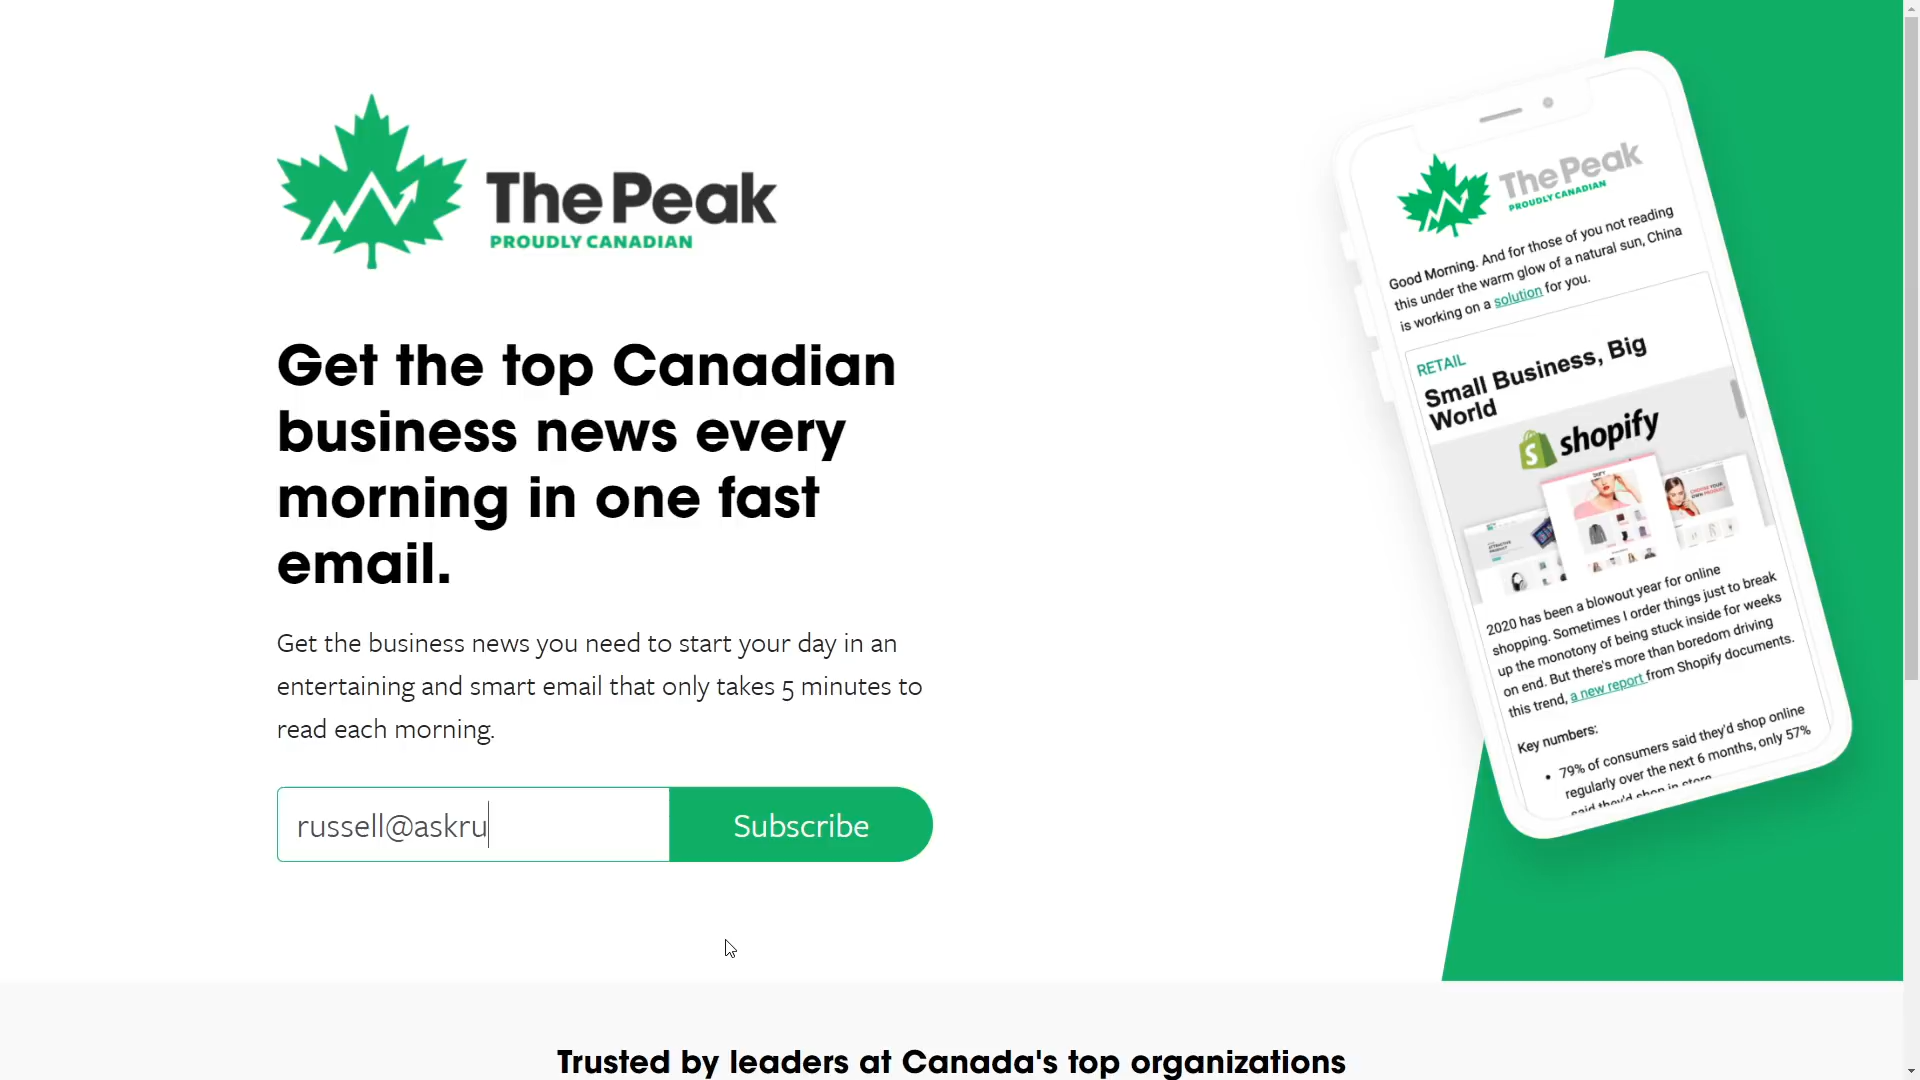 The Peak
PROUDLY CANADIAN
Get the top Canadian
business news every
morning in one fast
email.
Get the business news you need to start your day in an
entertaining and smart email that only takes 5 minutes to
read each morning.
russell@askru
Subscribe
The Peak
PROUDLY CANADIAN
Good Morning. And for those of you not reading
this under the warm glow of a natural sun, China
is working on a solution for you.
RETAIL
Small Business, Big
World
shopify
2020 has been a blowout year for online
shopping. Sometimes I order things just to break
up the monotony of being stuck inside for weeks
on end. But there's more than boredom driving
this trend, a new report from Shopify documents.
Key numbers:
• 79% of consumers said they'd shop online
regularly over the next 6 months, only 57%
said they'd shop in store
Trusted by leaders at Canada's top organizations